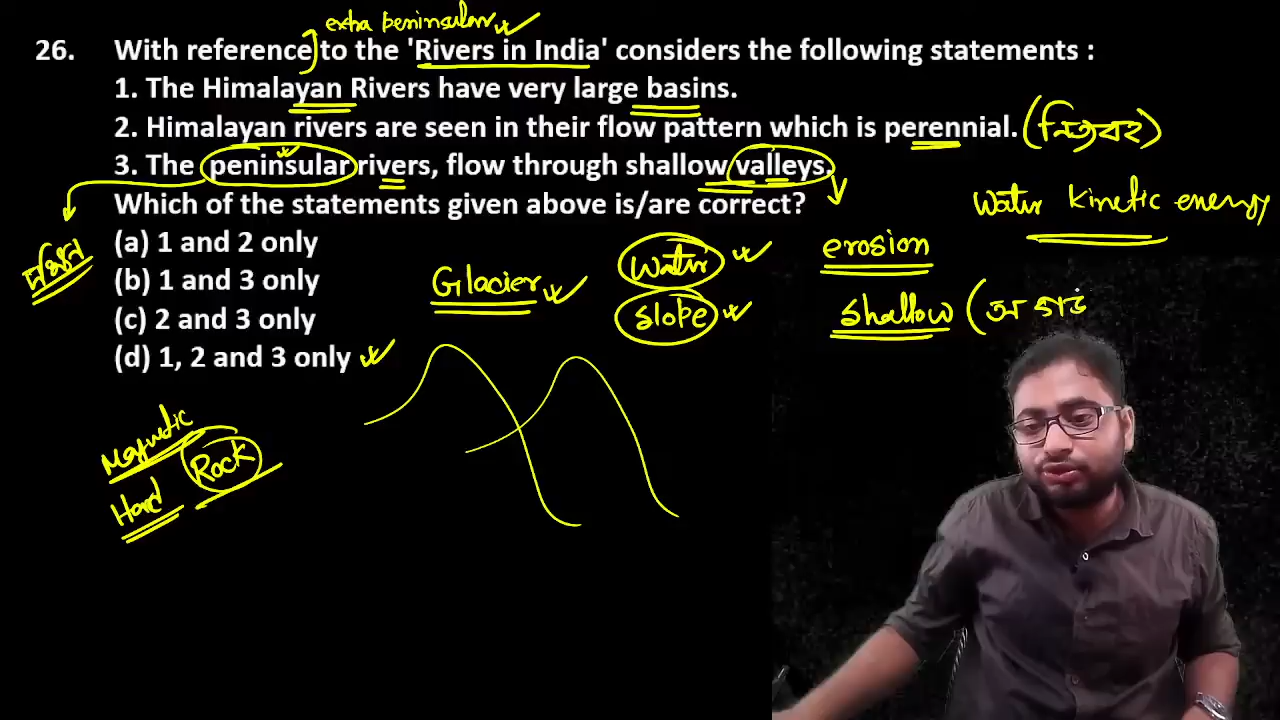 extra peninsular
26. With reference to the 'Rivers in India' considers the following statements :
1. The Himalayan Rivers have very large basins.
2. Himalayan rivers are seen in their flow pattern which is perennial. (নিত্যবহ)
3. The peninsular rivers, flow through shallow valleys.
Which of the statements given above is/are correct?
Water kinetic energy
(a) 1 and 2 only
Water
erosion
(b) 1 and 3 only
Glacier
(c) 2 and 3 only
Slope
Shallow (অ
(d) 1, 2 and 3 only
Hard Rock